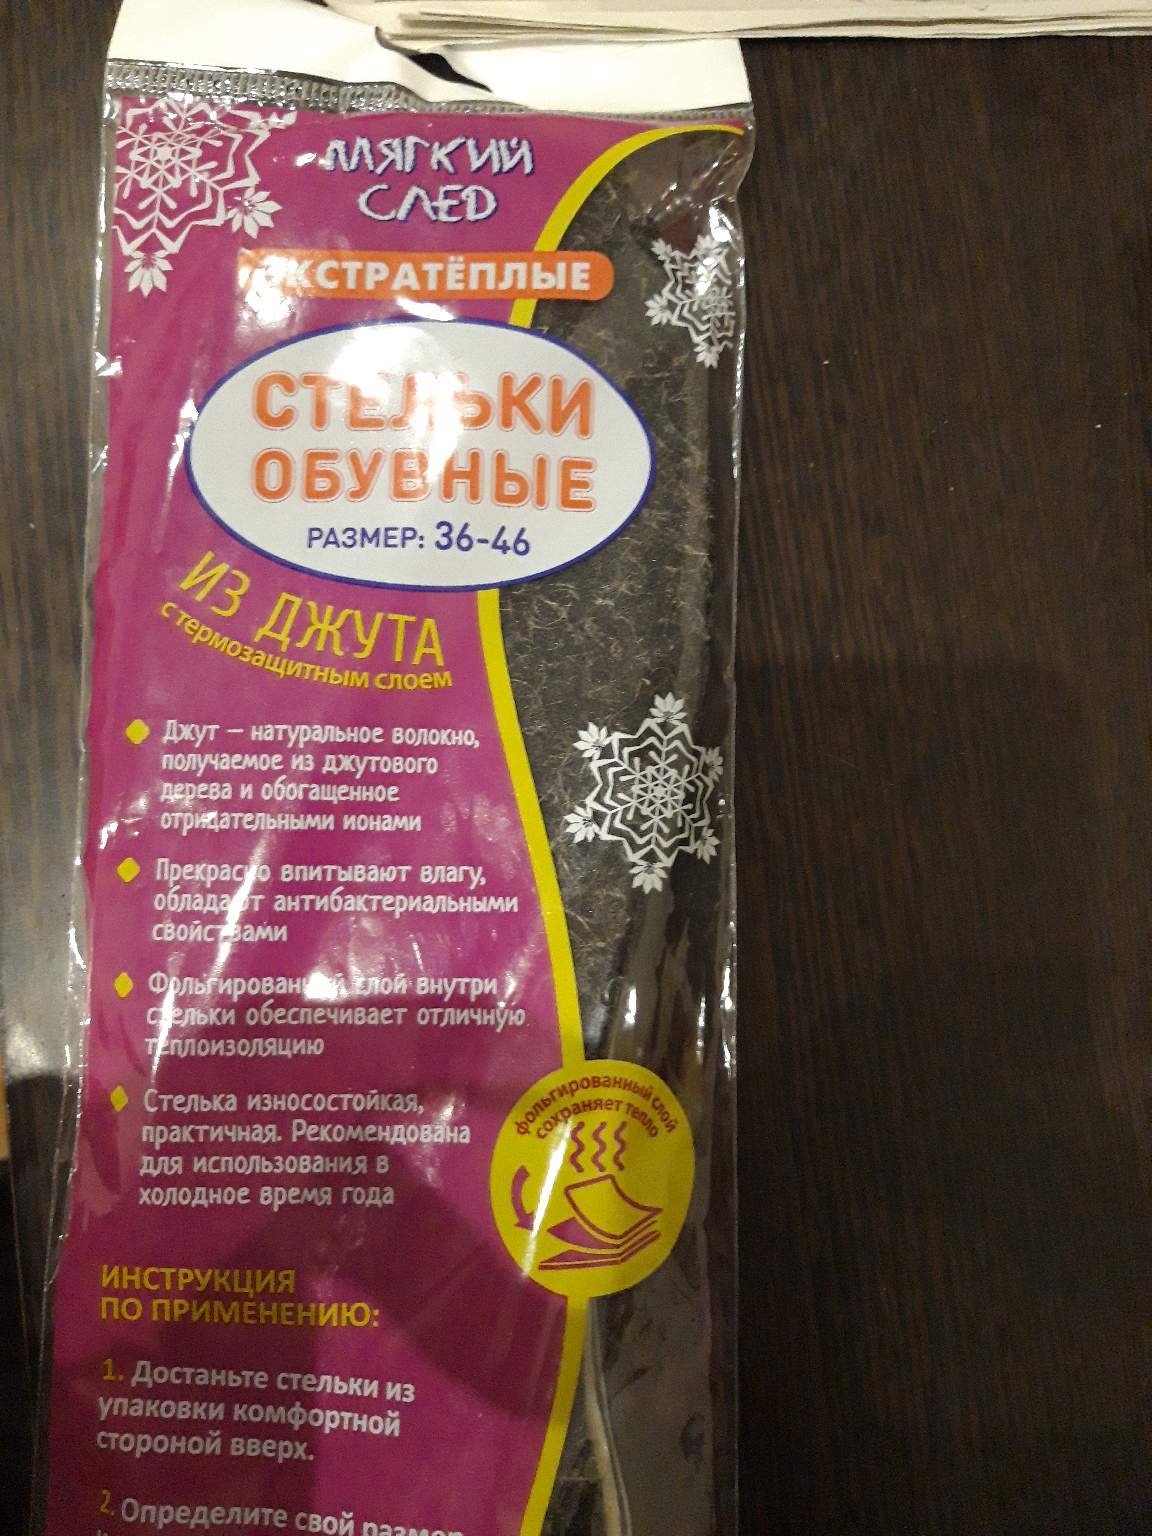 МЯГКИЙ
СЛЕД
ЭКСТРАТЁПЛЫЕ
СТЕЛЬКИ
ОБУВНЫЕ
РАЗМЕР: 36-46
ИЗ ДЖУТА
с термозащитным слоем
Джут – натуральное волокно,
получаемое из джутового
дерева и обогащенное
отрицательными ионами
Прекрасно впитывают влагу,
обладают антибактериальными
свойствами
Фольгированный слой внутри
стельки обеспечивает отличную
теплоизоляцию
Стелька износостойкая,
практичная. Рекомендована
для использования в
холодное время года
фольгированный слой
сохраняет тепло
ИНСТРУКЦИЯ
ПО ПРИМЕНЕНИЮ:
1. Достаньте стельки из
упаковки комфортной
стороной вверх.
2. Определите свой размер